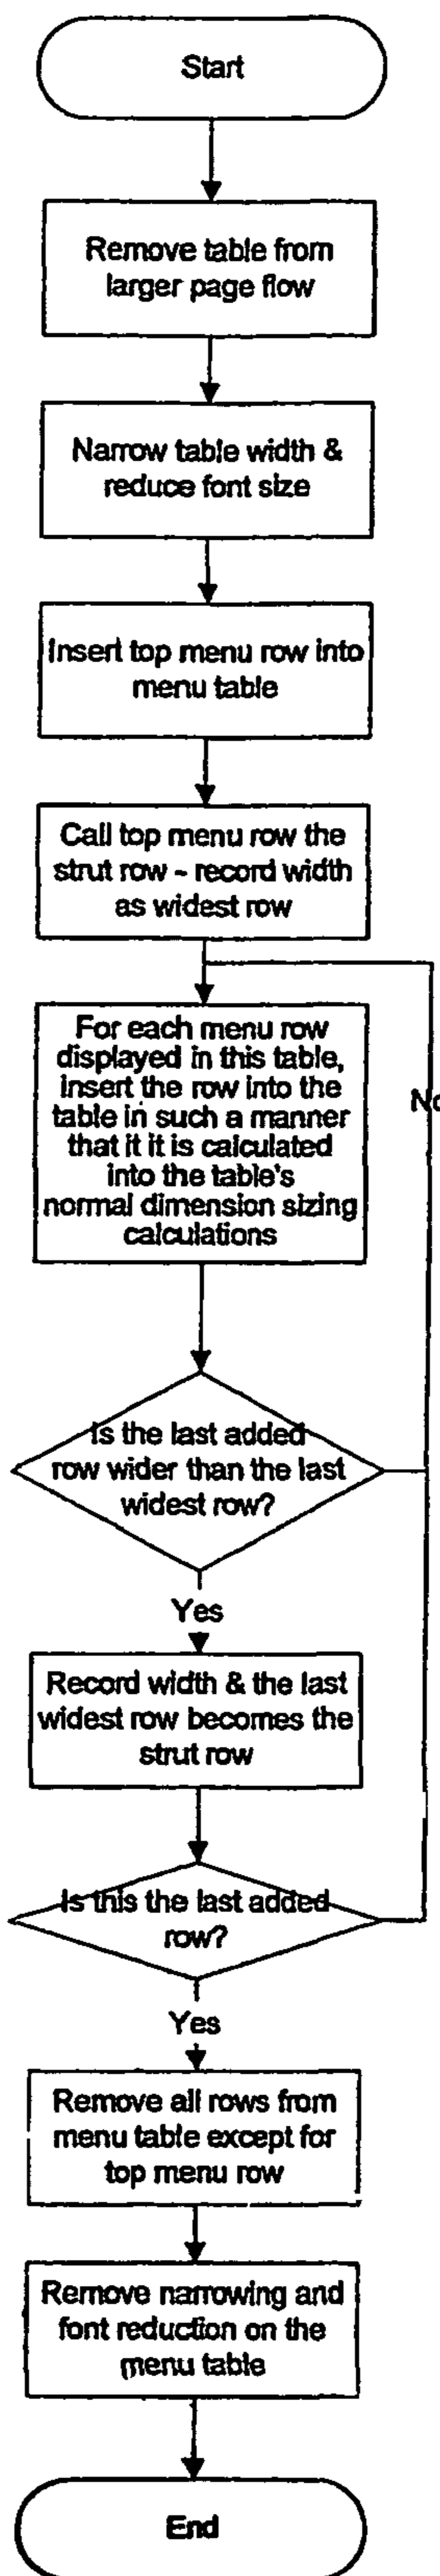 Start
Remove table from
larger page flow
Narrow table width &
reduce font size
Insert top menu row into
menu table
Call top menu row the
strut row - record width
as widest row
For each menu row
displayed in this table,
insert the row into the
table in such a manner
that it it is calculated
into the table's
normal dimension sizing
calculations
No
Is the last added
row wider than the last
widest row?
Yes
Record width & the last
widest row becomes the
strut row
Is this the last added
row?
Yes
Remove all rows from
menu table except for
top menu row
Remove narrowing and
font reduction on the
menu table
End